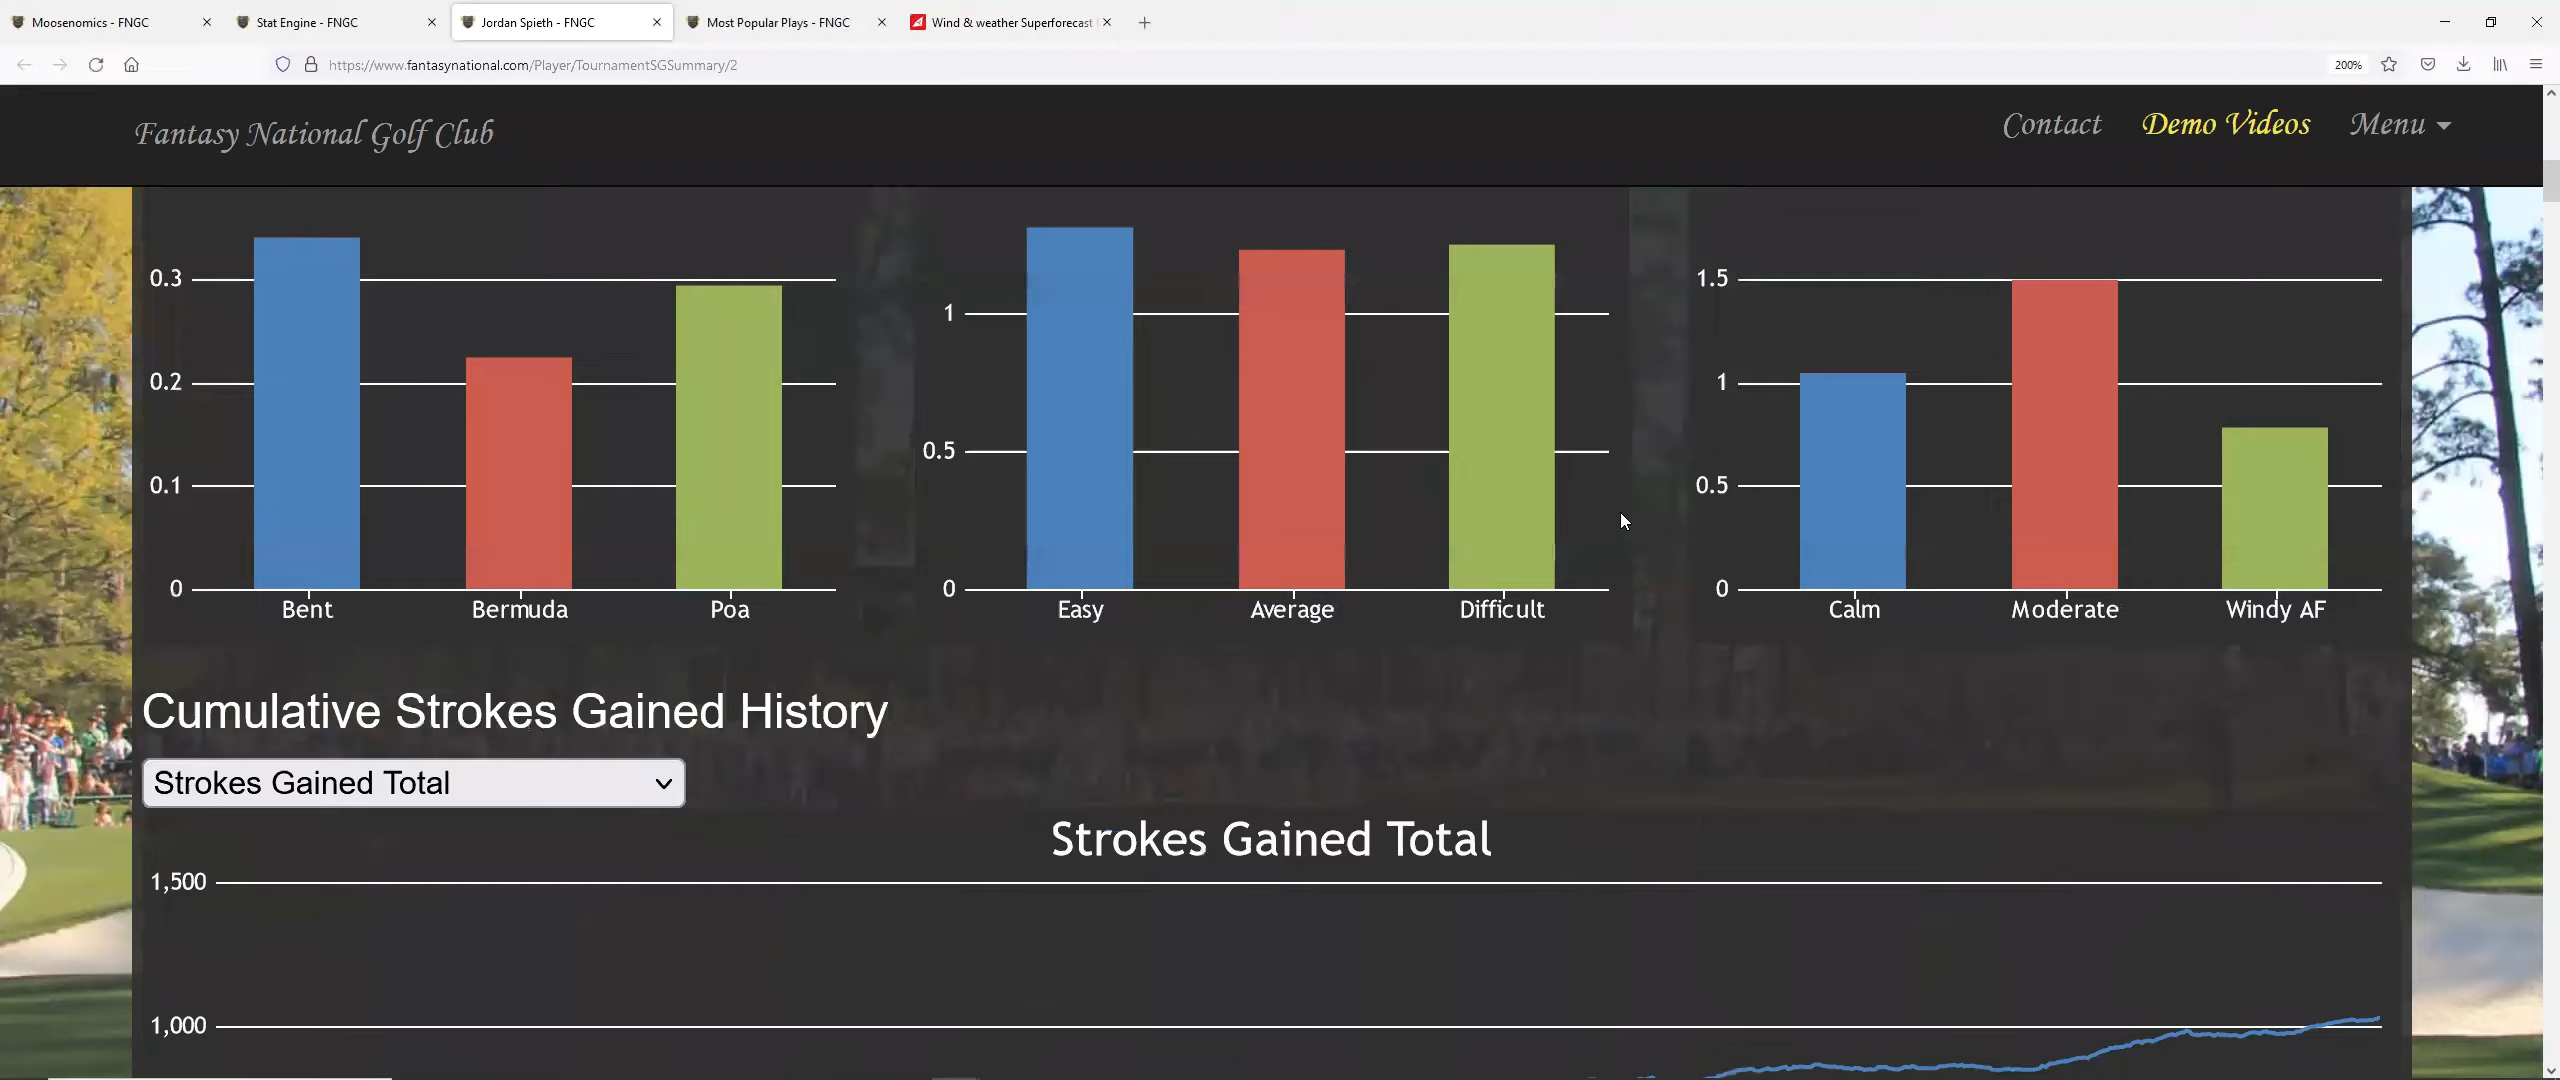 Moosenomics - FNGC
Stat Engine - FNGC
Jordan Spieth - FNGC
Most Popular Plays - FNGC
Wind & weather Superforecast
https://www.fantasynational.com/Player/TournamentSGSummary/2
200%
Fantasy National Golf Club
Contact
Demo Videos
Menu
0.3
0.2
0.1
0
Bent
Bermuda
Poa
1
0.5
0
Easy
Average
Difficult
1.5
1
0.5
0
Calm
Moderate
Windy AF
Cumulative Strokes Gained History
Strokes Gained Total
Strokes Gained Total
1,500
1,000